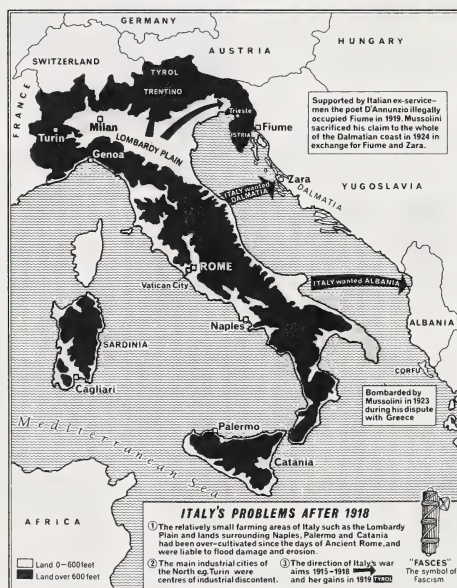 GERMANY
AUSTRIA
HUNGARY
SWITZERLAND
FRANCE
TYROL
TRENTINO
Trieste
ISTRIA
Fiume
Milan
Turin
LOMBARDY PLAIN
Genoa
Supported by Italian ex-service-
men the poet D'Annunzio illegally
occupied Fiume in 1919. Mussolini
sacrificed his claim to the whole
of the Dalmatian coast in 1924 in
exchange for Fiume and Zara.
Zara
DALMATIA
YUGOSLAVIA
ITALY wanted
DALMATIA
ROME
Vatican City
ITALY wanted ALBANIA
ALBANIA
Naples
SARDINIA
Cagliari
CORFU
Bombarded by
Mussolini in 1923
during his dispute
with Greece
Mediterranean Sea
Palermo
Catania
AFRICA
ITALY'S PROBLEMS AFTER 1918
① The relatively small farming areas of Italy such as the Lombardy
Plain and lands surrounding Naples, Palermo and Catania
had been over-cultivated since the days of Ancient Rome, and
were liable to flood damage and erosion.
② The main industrial cities of
the North e.g. Turin were
centres of industrial discontent.
③ The direction of Italy's war
aims 1915-1918
and her gains in 1919 TYROL
"FASCES"
The symbol of
Fascism
Land 0-600feet
Land over 600 feet